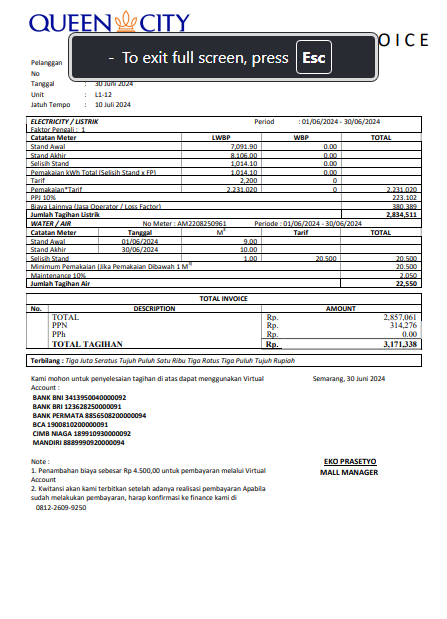 QUEEN CITY
OICE
- To exit full screen, press Esc
Pelanggan
No
Tanggal : 30 Juni 2024
Unit : L1-12
Jatuh Tempo : 10 Juli 2024
ELECTRICITY / LISTRIK Period : 01/06/2024 - 30/06/2024
Faktor Pengali : 1
Catatan Meter LWBP WBP TOTAL
Stand Awal 7,091.90 0.00
Stand Akhir 8,106.00 0.00
Selisih Stand 1,014.10 0.00
Pemakaian kWh Total (Selisih Stand x FP) 1,014.10 0.00
Tarif 2,200 0
Pemakaian*Tarif 2,231,020 0 2,231,020
PPJ 10% 223,102
Biaya Lainnya (Jasa Operator / Loss Factor) 380,389
Jumlah Tagihan Listrik 2,834,511
WATER / AIR No Meter : AM2208250961 Periode : 01/06/2024 - 30/06/2024
Catatan Meter Tanggal M³ Tarif TOTAL
Stand Awal 01/06/2024 9.00
Stand Akhir 30/06/2024 10.00
Selisih Stand 1.00 20,500 20,500
Minimum Pemakaian (Jika Pemakaian Dibawah 1 M³) 20,500
Maintenance 10% 2,050
Jumlah Tagihan Air 22,550
TOTAL INVOICE
No. DESCRIPTION AMOUNT
TOTAL Rp. 2,857,061
PPN Rp. 314,276
PPh Rp. 0.00
TOTAL TAGIHAN Rp. 3,171,338
Terbilang : Tiga Juta Seratus Tujuh Puluh Satu Ribu Tiga Ratus Tiga Puluh Tujuh Rupiah
Kami mohon untuk penyelesaian tagihan di atas dapat menggunakan Virtual Semarang, 30 Juni 2024
Account :
BANK BNI 3413950040000092
BANK BRI 123628250000091
BANK PERMATA 8856508200000094
BCA 1900810200000091
CIMB NIAGA 1899109300000092
MANDIRI 8889990920000094
Note : EKO PRASETYO
1. Penambahan biaya sebesar Rp 4.500,00 untuk pembayaran melalui Virtual MALL MANAGER
Account
2. Kwitansi akan kami terbitkan setelah adanya realisasi pembayaran Apabila
sudah melakukan pembayaran, harap konfirmasi ke finance kami di
0812-2609-9250